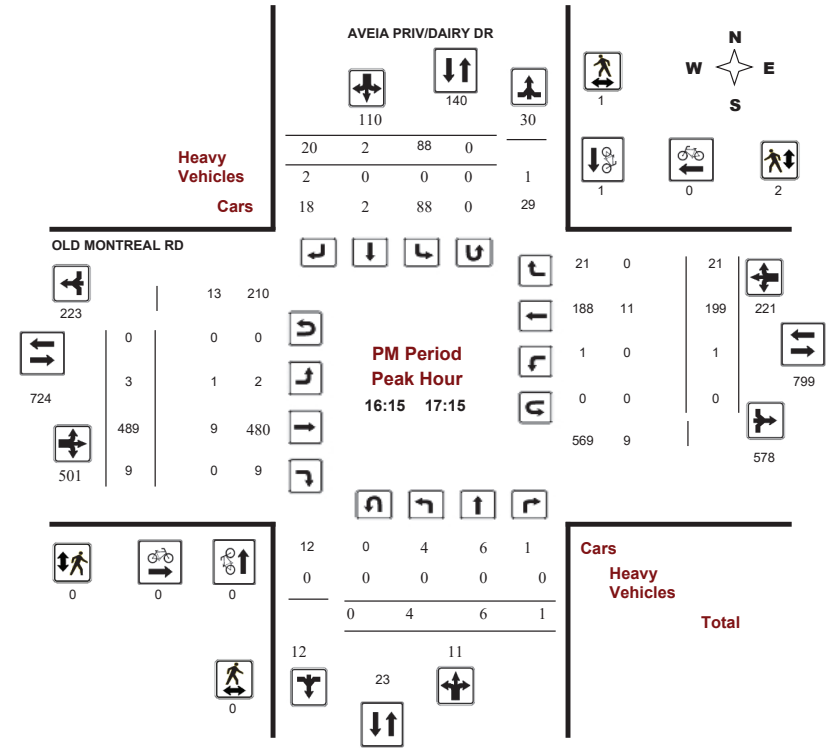 AVEIA PRIV/DAIRY DR
N
W E
S
110
140
30
1
20 2 88 0
Heavy
Vehicles
2 0 0 0 1
Cars
18 2 88 0 29
1 0 2
OLD MONTREAL RD
223
13 210
0 0 0
724
3 1 2
489 9 480
501
9 0 9
PM Period
Peak Hour
16:15 17:15
21 0 21
188 11 199 221
1 0 1
799
0 0 0
569 9
578
12 0 4 6 1
Cars
0 0 0 0 0
Heavy
Vehicles
0 4 6 1
Total
0 0 0
12
11
23
0